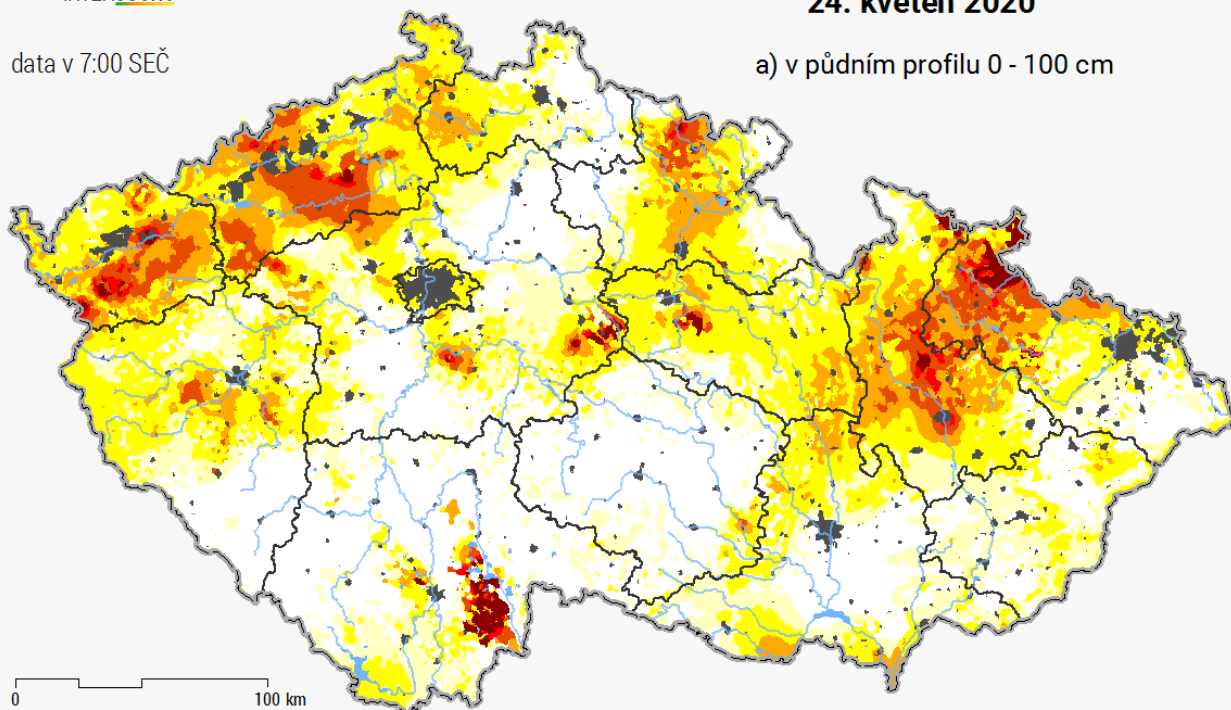 24. květen 2020
data v 7:00 SEČ
a) v půdním profilu 0 - 100 cm
0
100 km